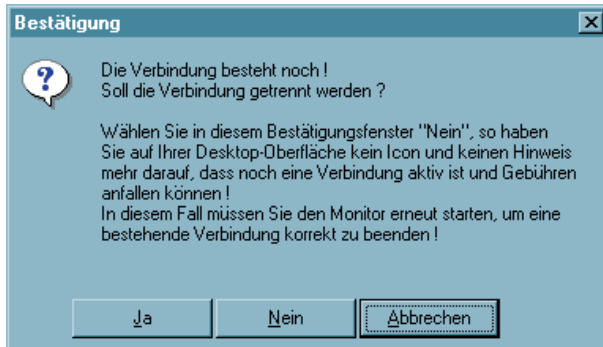 Bestätigung
Die Verbindung besteht noch !
Soll die Verbindung getrennt werden ?
Wählen Sie in diesem Bestätigungsfenster "Nein", so haben
Sie auf Ihrer Desktop-Oberfläche kein Icon und keinen Hinweis
mehr darauf, dass noch eine Verbindung aktiv ist und Gebühren
anfallen können !
In diesem Fall müssen Sie den Monitor erneut starten, um eine
bestehende Verbindung korrekt zu beenden !
Ja Nein Abbrechen